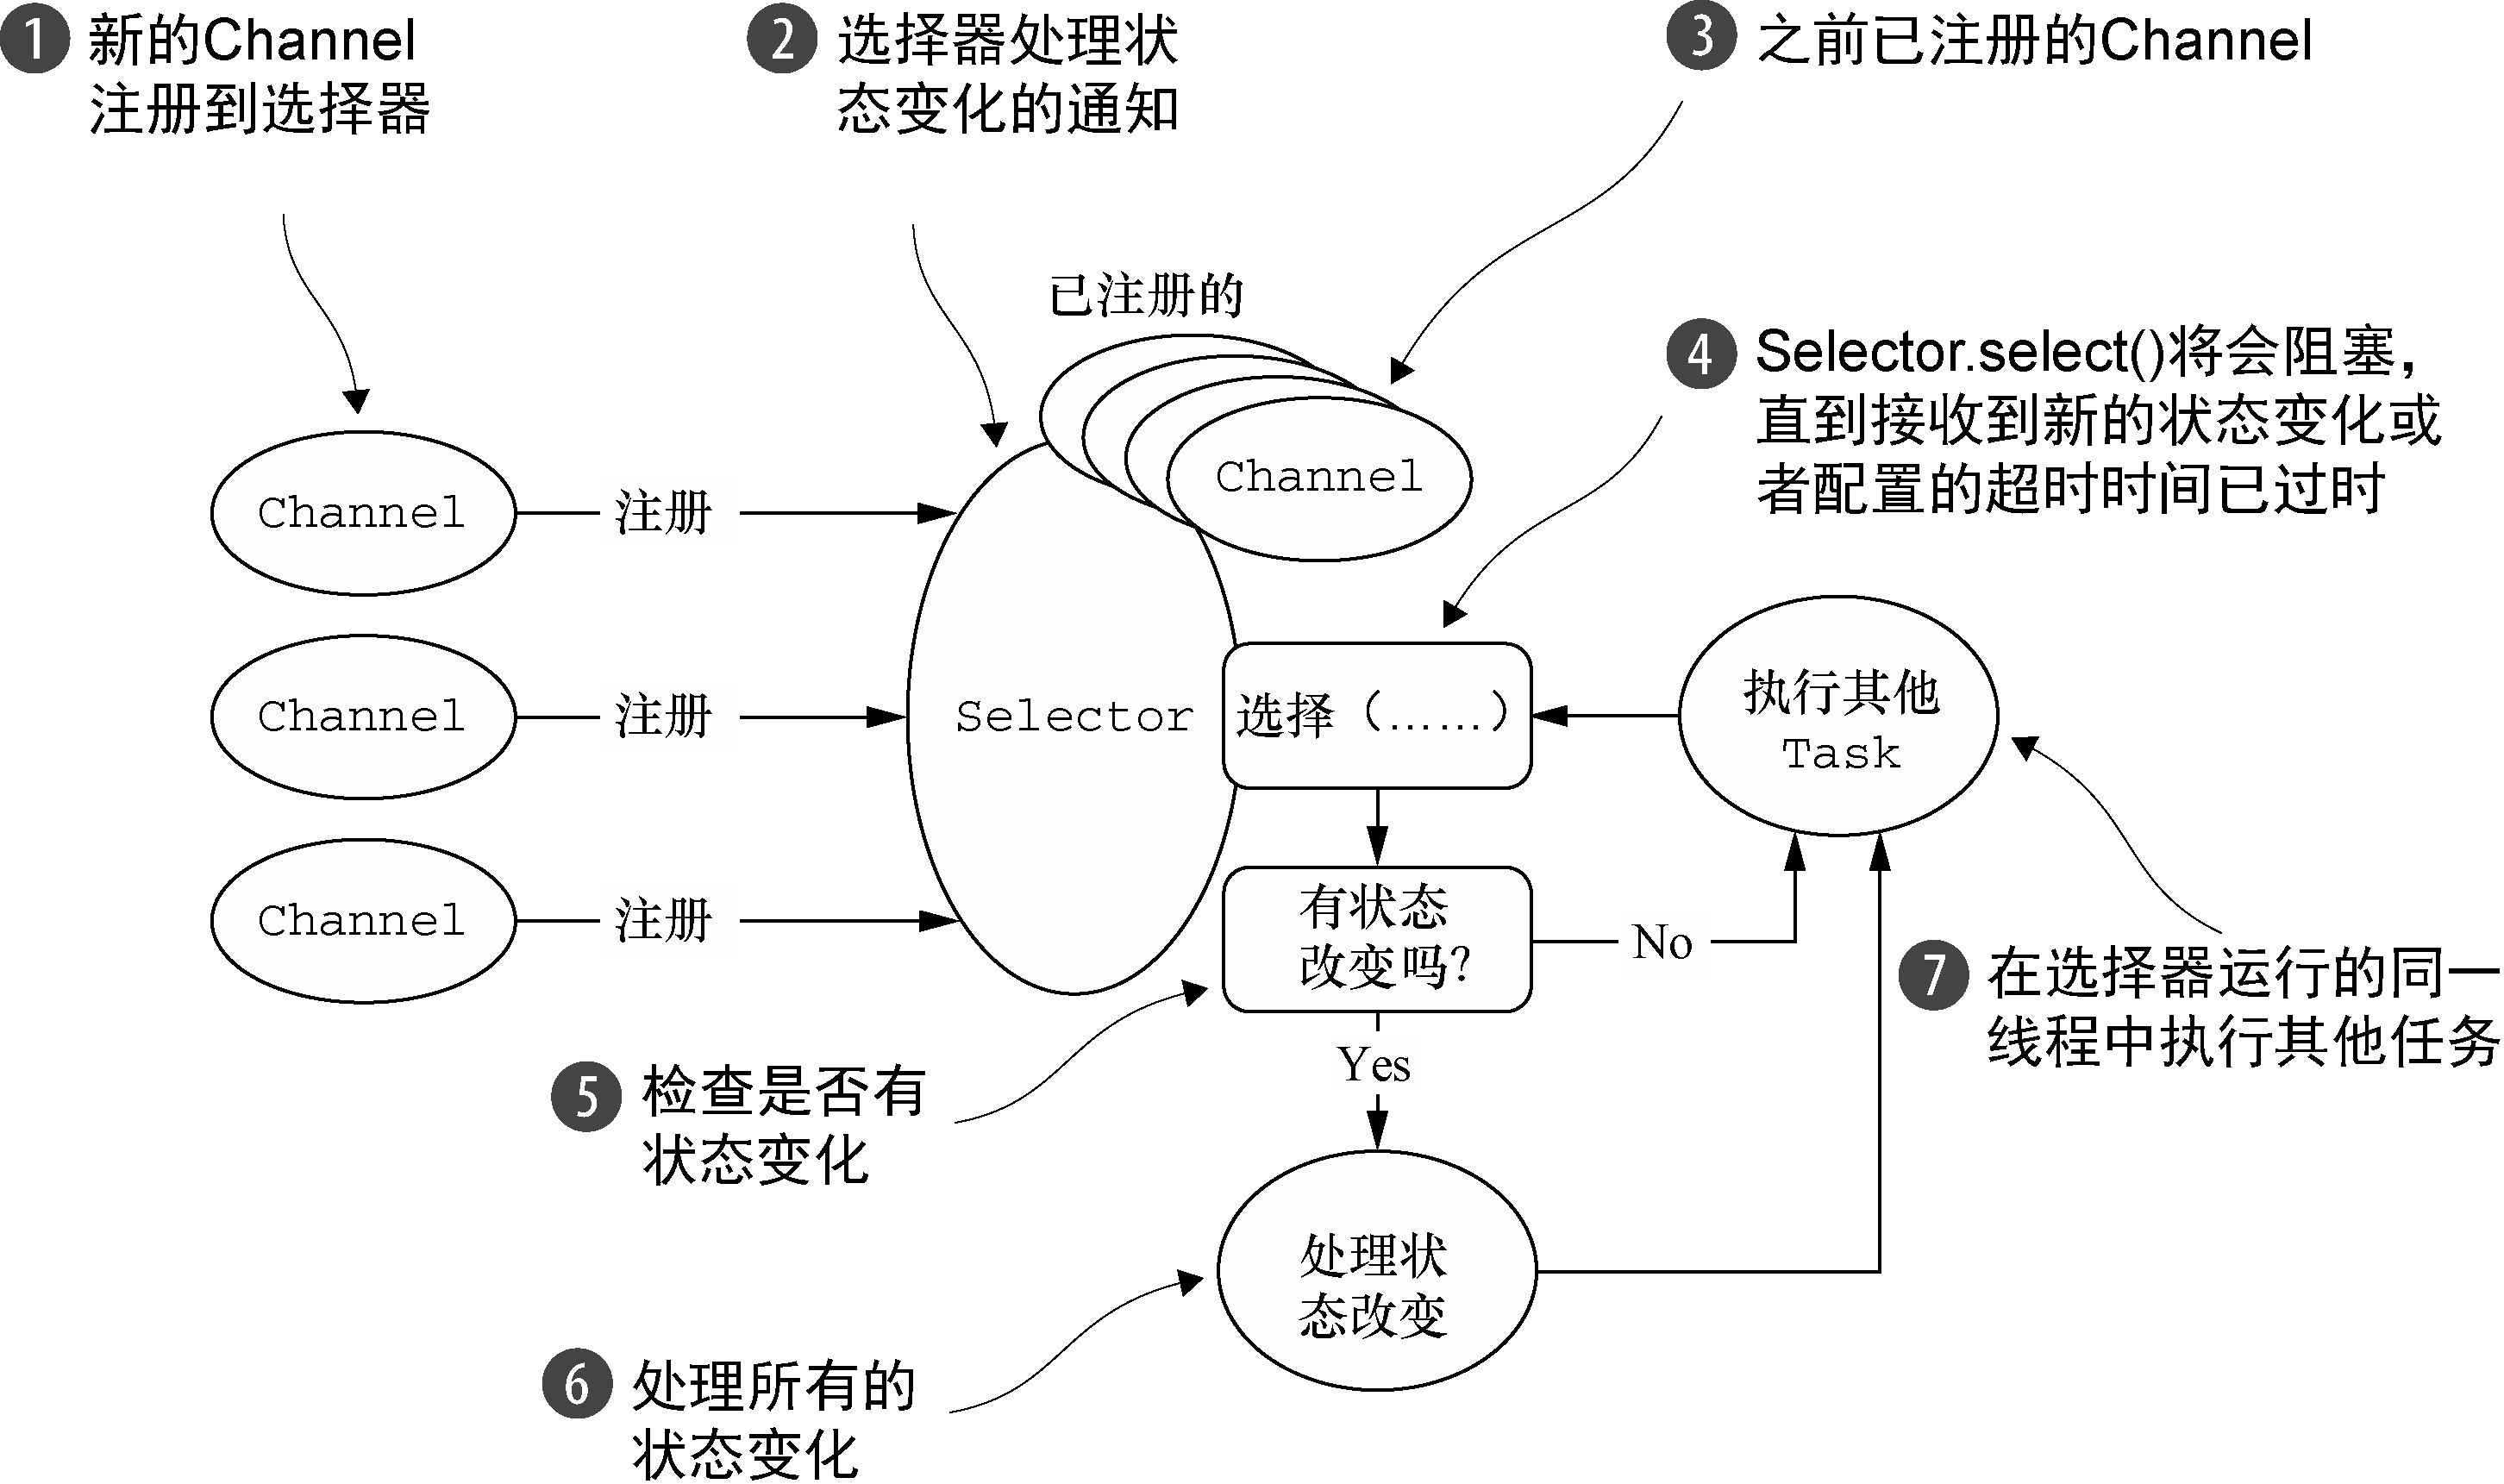 1 新的Channel
注册到选择器
2 选择器处理状
态变化的通知
3 之前已注册的Channel
已注册的
Channel
4 Selector.select()将会阻塞，
直到接收到新的状态变化或
者配置的超时时间已过时
Channel 注册
Channel 注册
Channel 注册
Selector
选择（……）
执行其他
Task
有状态
改变吗？
No
Yes
7 在选择器运行的同一
线程中执行其他任务
5 检查是否有
状态变化
处理状
态改变
6 处理所有的
状态变化